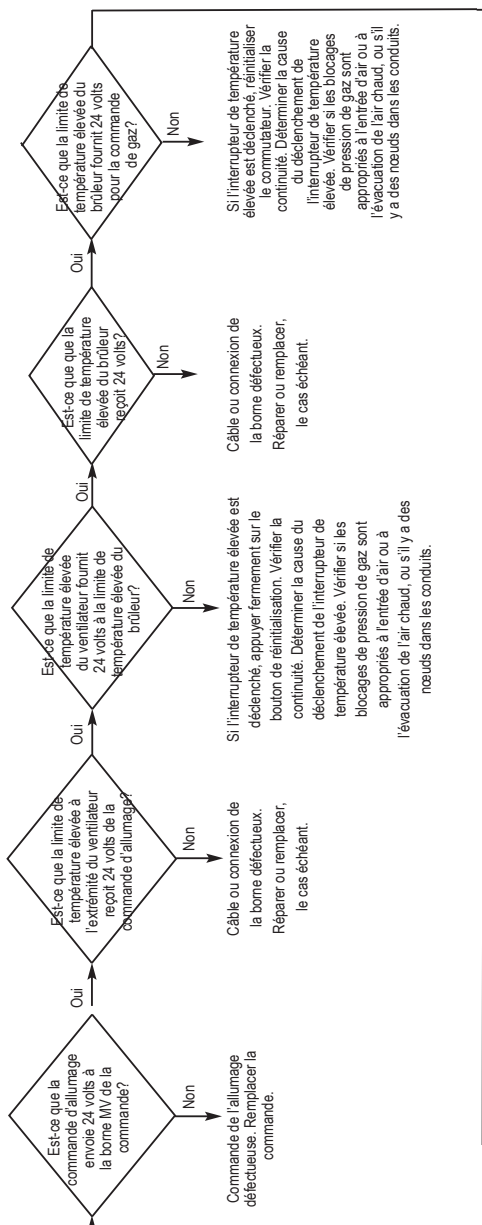 Est-ce que la
commande d'allumage
envoie 24 volts à
la borne MV de la
commande?
Oui
Non
Commande de l'allumage
défectueuse. Remplacer la
commande.
Est-ce que la limite de
température élevée à
l'extrémité du ventilateur
reçoit 24 volts de la
commande d'allumage?
Oui
Non
Câble ou connexion de
la borne défectueux.
Réparer ou remplacer,
le cas échéant.
Est-ce que la limite de
température élevée
du ventilateur fournit
24 volts à la limite de
température élevée du
brûleur?
Oui
Non
Si l'interrupteur de température élevée est
déclenché, appuyer fermement sur le
bouton de réinitialisation. Vérifier la
continuité. Déterminer la cause du
déclenchement de l'interrupteur de
température élevée. Vérifier si les
blocages de pression de gaz sont
appropriés à l'entrée d'air ou à
l'évacuation de l'air chaud, ou s'il y a des
nœuds dans les conduits.
Est-ce que que la
limite de température
élevée du brûleur
reçoit 24 volts?
Oui
Non
Câble ou connexion de
la borne défectueux.
Réparer ou remplacer,
le cas échéant.
Est-ce que la limite de
température élevée du
brûleur fournit 24 volts
pour la commande
de gaz?
Non
Si l'interrupteur de température
élevée est déclenché, réinitialiser
le commutateur. Vérifier la
continuité. Déterminer la cause
du déclenchement de
l'interrupteur de température
élevée. Vérifier si les blocages
de pression de gaz sont
appropriés à l'entrée d'air ou à
l'évacuation de l'air chaud, ou s'il
y a des nœuds dans les conduits.